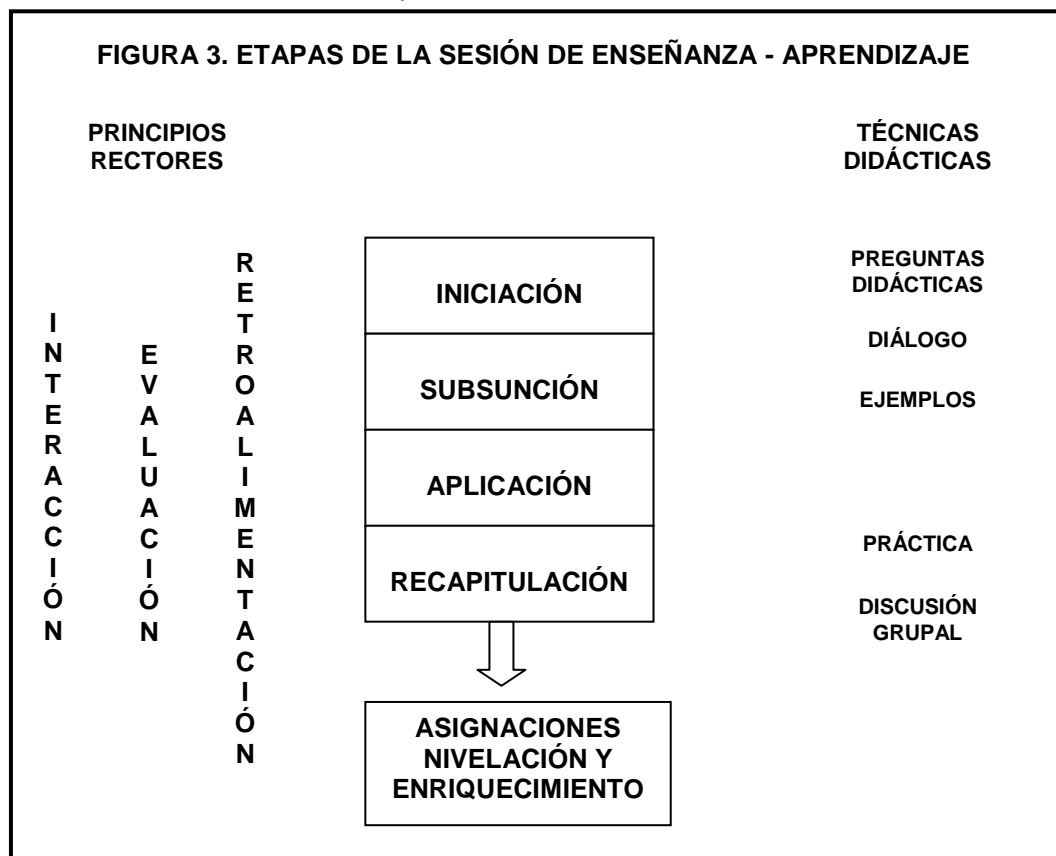 FIGURA 3. ETAPAS DE LA SESIÓN DE ENSEÑANZA - APRENDIZAJE
PRINCIPIOS
RECTORES
TÉCNICAS
DIDÁCTICAS
INTERACCIÓN
EVALUACIÓN
RETROALIMENTACIÓN
INICIACIÓN
SUBSUNCIÓN
APLICACIÓN
RECAPITULACIÓN
ASIGNACIONES
NIVELACIÓN Y
ENRIQUECIMIENTO
PREGUNTAS
DIDÁCTICAS
DIÁLOGO
EJEMPLOS
PRÁCTICA
DISCUSIÓN
GRUPAL